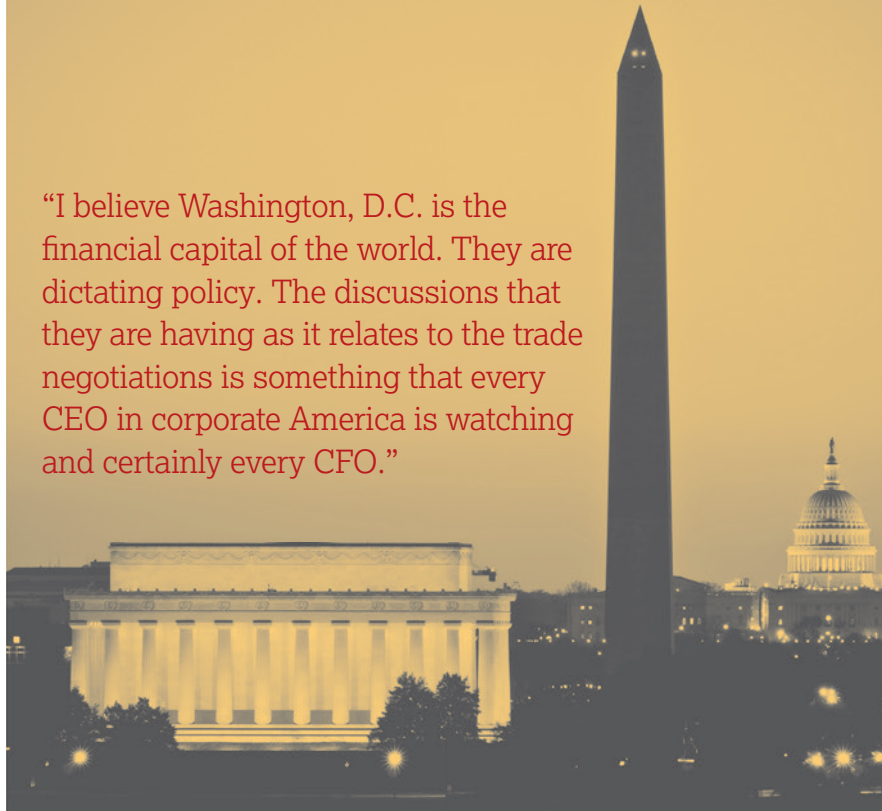 “I believe Washington, D.C. is the
financial capital of the world. They are
dictating policy. The discussions that
they are having as it relates to the trade
negotiations is something that every
CEO in corporate America is watching
and certainly every CFO.”